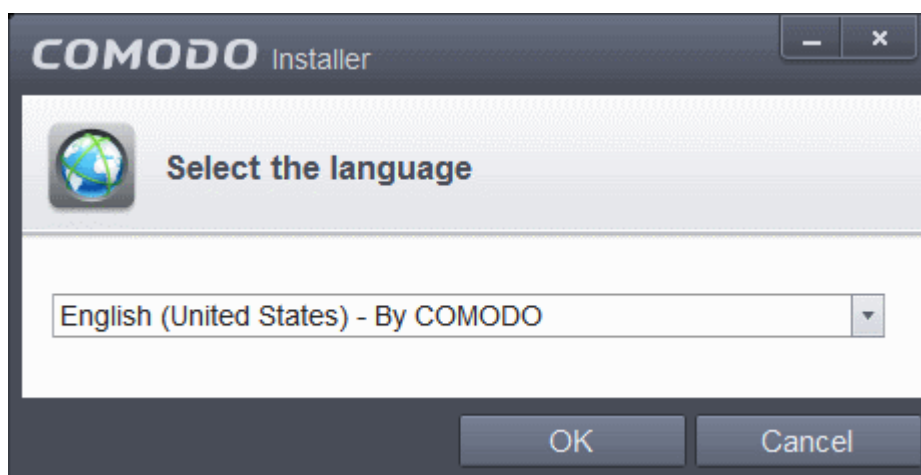 COMODO Installer
Select the language
English (United States) - By COMODO
OK Cancel